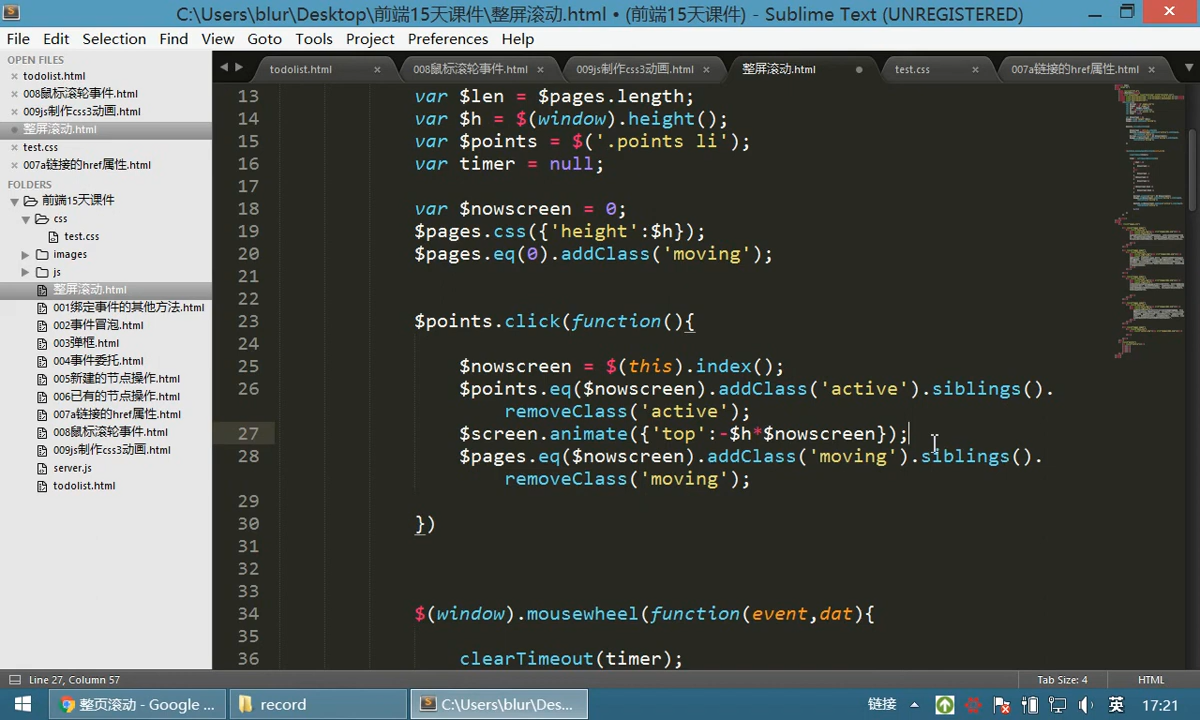 C:\Users\blur\Desktop\前端15天课件\整屏滚动.html • (前端15天课件) - Sublime Text (UNREGISTERED)
File Edit Selection Find View Goto Tools Project Preferences Help
OPEN FILES
todolist.html
008鼠标滚轮事件.html
009js制作css3动画.html
整屏滚动.html
test.css
007a链接的href属性.html
FOLDERS
前端15天课件
css
test.css
images
js
整屏滚动.html
001绑定事件的其他方法.html
002事件冒泡.html
003弹框.html
004事件委托.html
005新建的节点操作.html
006已有的节点操作.html
007a链接的href属性.html
008鼠标滚轮事件.html
009js制作css3动画.html
server.js
todolist.html
todolist.html 008鼠标滚轮事件.html 009js制作css3动画.html 整屏滚动.html test.css 007a链接的href属性.html
13 var $len = $pages.length;
14 var $h = $(window).height();
15 var $points = $('.points li');
16 var timer = null;
17
18 var $nowscreen = 0;
19 $pages.css({'height':$h});
20 $pages.eq(0).addClass('moving');
21
22
23 $points.click(function(){
24
25 $nowscreen = $(this).index();
26 $points.eq($nowscreen).addClass('active').siblings().
removeClass('active');
27 $screen.animate({'top':-$h*$nowscreen});
28 $pages.eq($nowscreen).addClass('moving').siblings().
removeClass('moving');
29
30 })
31
32
33
34 $(window).mousewheel(function(event,dat){
35
36 clearTimeout(timer);
Line 27, Column 57 Tab Size: 4 HTML
整页滚动 - Google ... record C:\Users\blur\Des... 链接 英 17:21